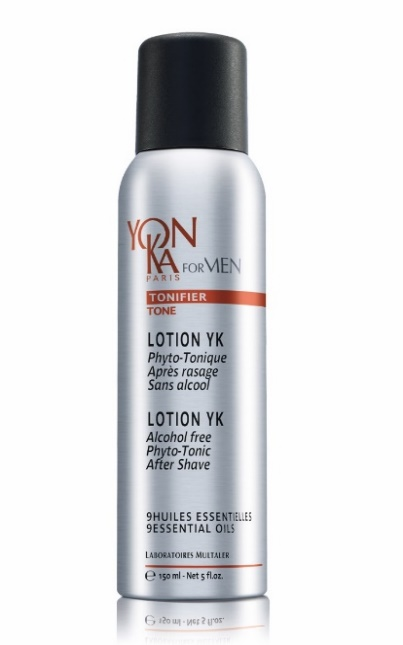 YON
KA FOR MEN
PARIS
TONIFIER
TONE
LOTION YK
Phyto-Tonique
Après rasage
Sans alcool
LOTION YK
Alcohol free
Phyto-Tonic
After Shave
9HUILES ESSENTIELLES
9ESSENTIAL OILS
LABORATOIRES MULTALER
℮ 150 ml - Net 5 fl.oz.